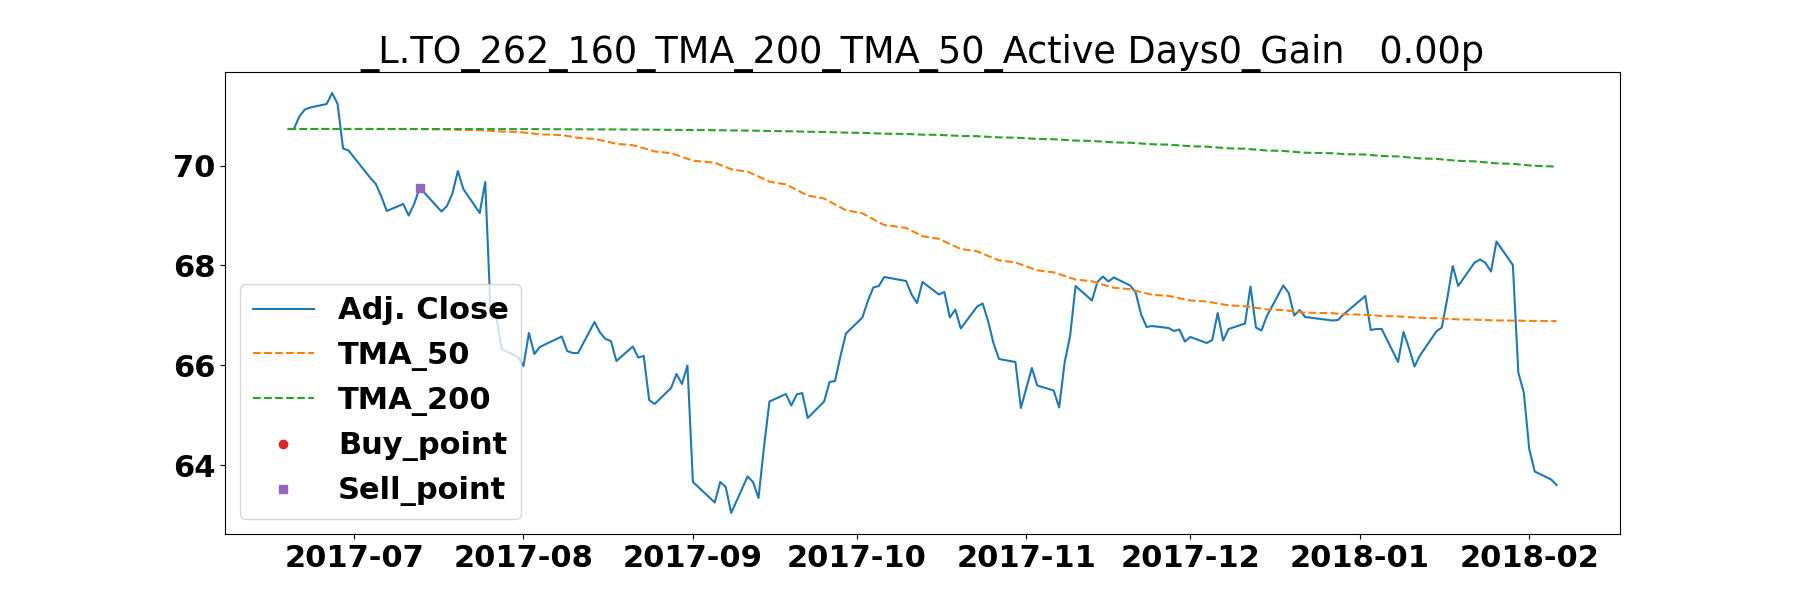 _L.TO_262_160_TMA_200_TMA_50_Active Days0_Gain   0.00p
70
68
66
64
Adj. Close
TMA_50
TMA_200
Buy_point
Sell_point
2017-07 2017-08 2017-09 2017-10 2017-11 2017-12 2018-01 2018-02